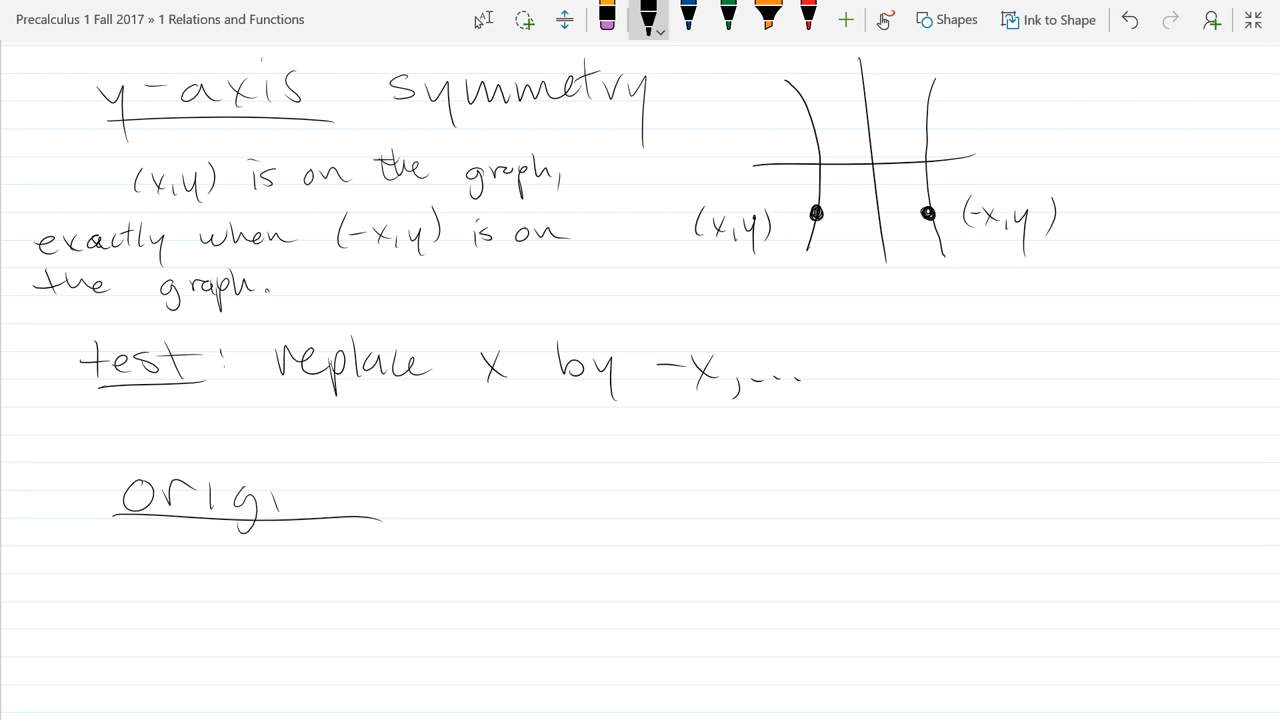 Precalculus 1 Fall 2017 » 1 Relations and Functions
Shapes
Ink to Shape
y-axis symmetry
(x,y) is on the graph,
exactly when (-x,y) is on
the graph.
(x,y)
(-x,y)
test: replace x by -x,...
origi